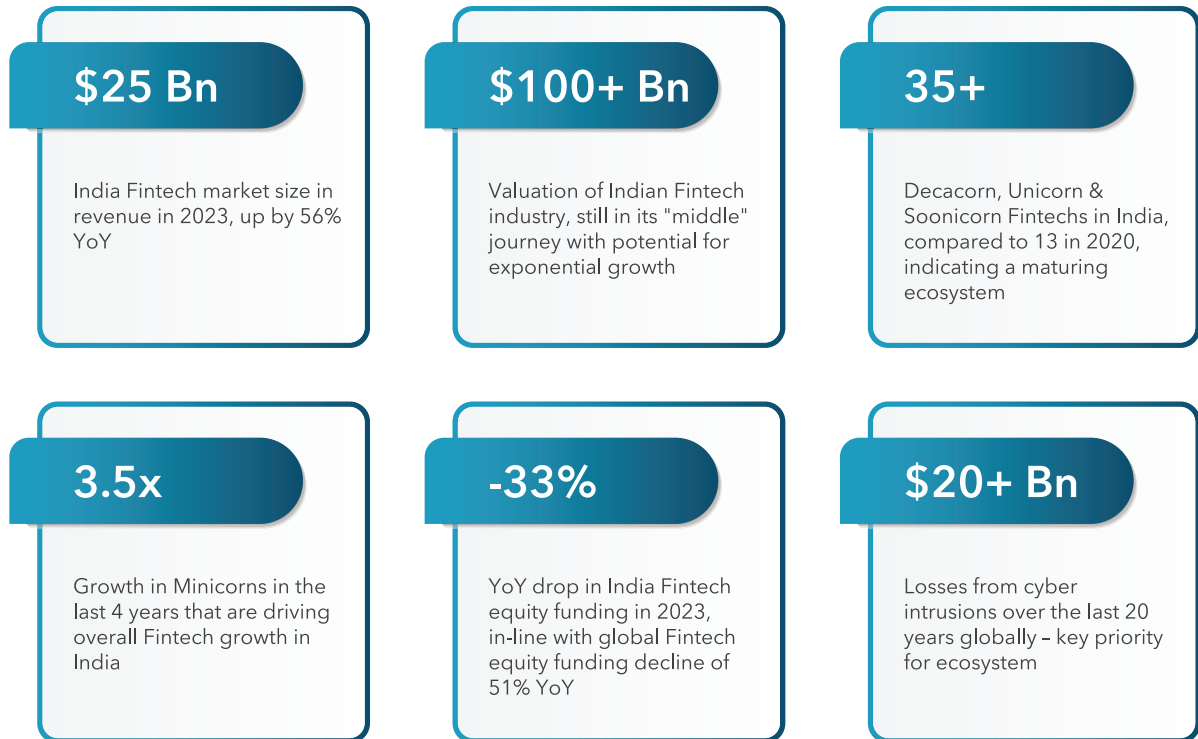 $25 Bn
India Fintech market size in
revenue in 2023, up by 56%
YoY
$100+ Bn
Valuation of Indian Fintech
industry, still in its "middle"
journey with potential for
exponential growth
35+
Decacorn, Unicorn &
Soonicorn Fintechs in India,
compared to 13 in 2020,
indicating a maturing
ecosystem
3.5x
Growth in Minicorns in the
last 4 years that are driving
overall Fintech growth in
India
-33%
YoY drop in India Fintech
equity funding in 2023,
in-line with global Fintech
equity funding decline of
51% YoY
$20+ Bn
Losses from cyber
intrusions over the last 20
years globally – key priority
for ecosystem